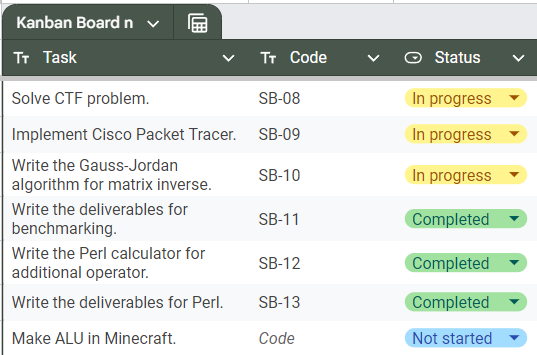 Kanban Board n
Tт Task Tт Code Status
Solve CTF problem. SB-08 In progress
Implement Cisco Packet Tracer. SB-09 In progress
Write the Gauss-Jordan
algorithm for matrix inverse. SB-10 In progress
Write the deliverables for
benchmarking. SB-11 Completed
Write the Perl calculator for
additional operator. SB-12 Completed
Write the deliverables for Perl. SB-13 Completed
Make ALU in Minecraft. Code Not started